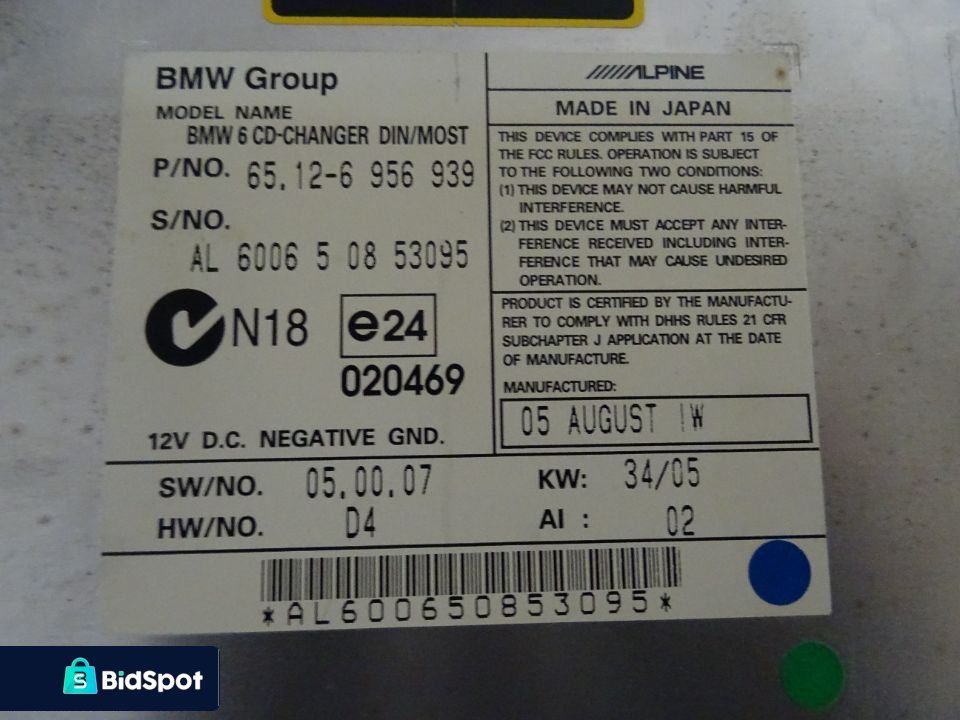 BMW Group
MODEL NAME
BMW 6 CD-CHANGER DIN/MOST
P/NO. 65.12-6 956 939
S/NO.
AL 6006 5 08 53095
N18
e24
020469
12V D.C. NEGATIVE GND.
ALPINE
MADE IN JAPAN
THIS DEVICE COMPLIES WITH PART 15 OF
THE FCC RULES. OPERATION IS SUBJECT
TO THE FOLLOWING TWO CONDITIONS:
(1) THIS DEVICE MAY NOT CAUSE HARMFUL
INTERFERENCE.
(2) THIS DEVICE MUST ACCEPT ANY INTER-
FERENCE RECEIVED INCLUDING INTER-
FERENCE THAT MAY CAUSE UNDESIRED
OPERATION.
PRODUCT IS CERTIFIED BY THE MANUFACTU-
RER TO COMPLY WITH DHHS RULES 21 CFR
SUBCHAPTER J APPLICATION AT THE DATE
OF MANUFACTURE.
MANUFACTURED:
05 AUGUST IW
SW/NO. 05.00.07
KW: 34/05
HW/NO. D4
AI : 02
*AL600650853095*
BidSpot